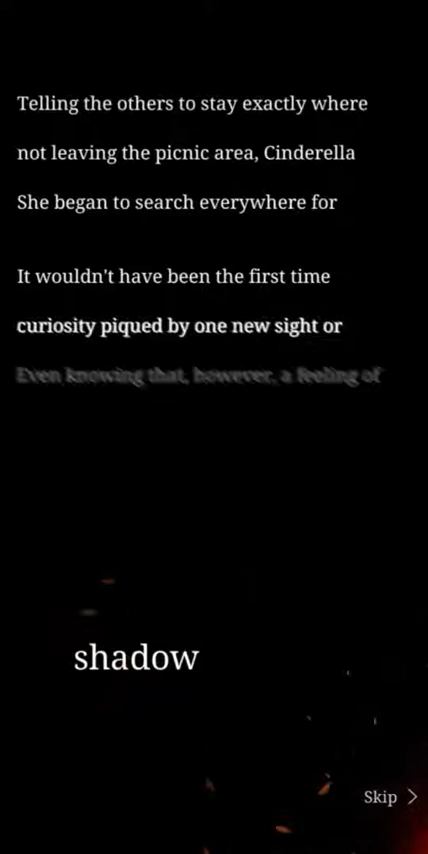 Telling the others to stay exactly where
not leaving the picnic area, Cinderella
She began to search everywhere for
It wouldn't have been the first time
curiosity piqued by one new sight or
Even knowing that, however, a feeling of
shadow
Skip